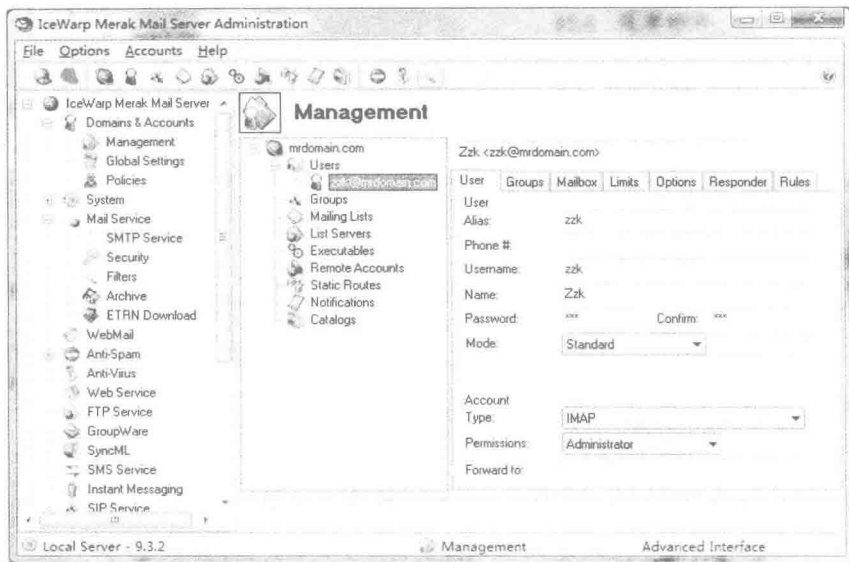 IceWarp Merak Mail Server Administration
File Options Accounts Help
IceWarp Merak Mail Server
Domains & Accounts
Management
Global Settings
Policies
System
Mail Service
SMTP Service
Security
Filters
Archive
ETRN Download
WebMail
Anti-Spam
Anti-Virus
Web Service
FTP Service
GroupWare
SyncML
SMS Service
Instant Messaging
SIP Service
Management
mrdomain.com
Users
zzk@mrdomain.com
Groups
Mailing Lists
List Servers
Executables
Remote Accounts
Static Routes
Notifications
Catalogs
Zzk <zzk@mrdomain.com>
User Groups Mailbox Limits Options Responder Rules
User
Alias: zzk
Phone #:
Username: zzk
Name: Zzk
Password: *** Confirm: ***
Mode: Standard
Account
Type: IMAP
Permissions: Administrator
Forward to:
Local Server - 9.3.2 Management Advanced Interface